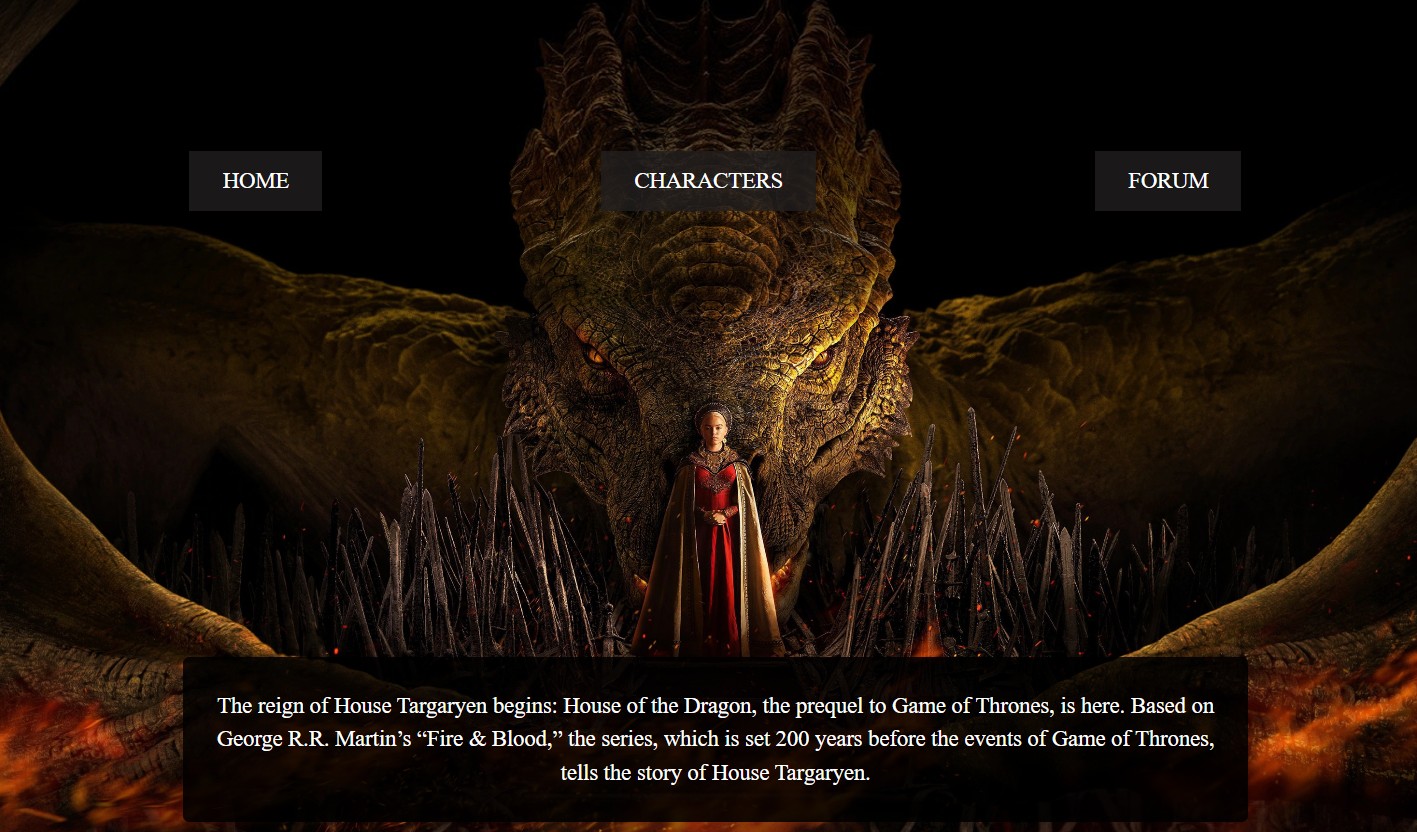 HOME
CHARACTERS
FORUM
The reign of House Targaryen begins: House of the Dragon, the prequel to Game of Thrones, is here. Based on
George R.R. Martin’s “Fire & Blood,” the series, which is set 200 years before the events of Game of Thrones,
tells the story of House Targaryen.